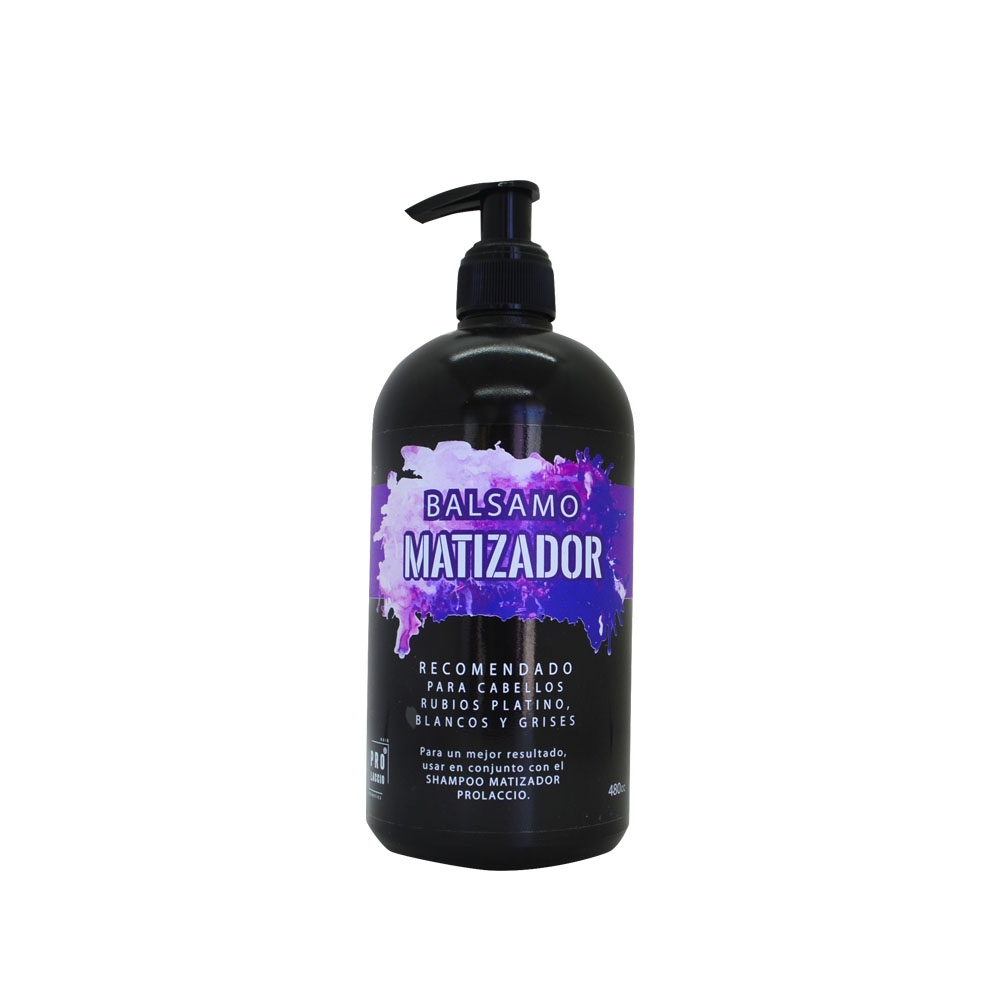 BALSAMO
MATIZADOR
RECOMENDADO
PARA CABELLOS
RUBIOS PLATINO,
BLANCOS Y GRISES
Para un mejor resultado,
usar en conjunto con el
SHAMPOO MATIZADOR
PROLACCIO.
PRO
LACCIO
480cc